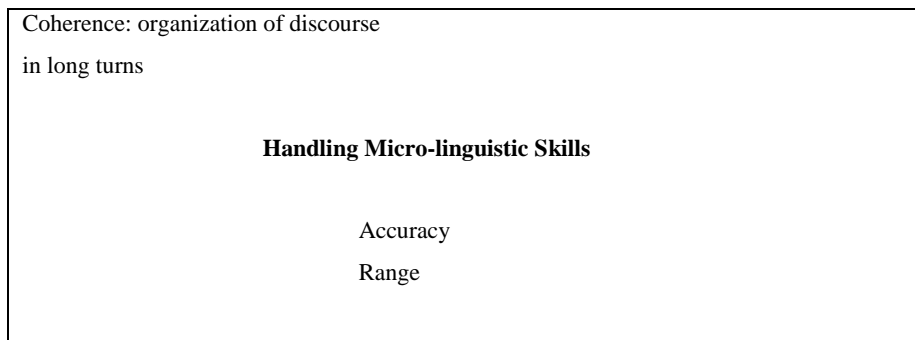 Coherence: organization of discourse
in long turns
Handling Micro-linguistic Skills
Accuracy
Range